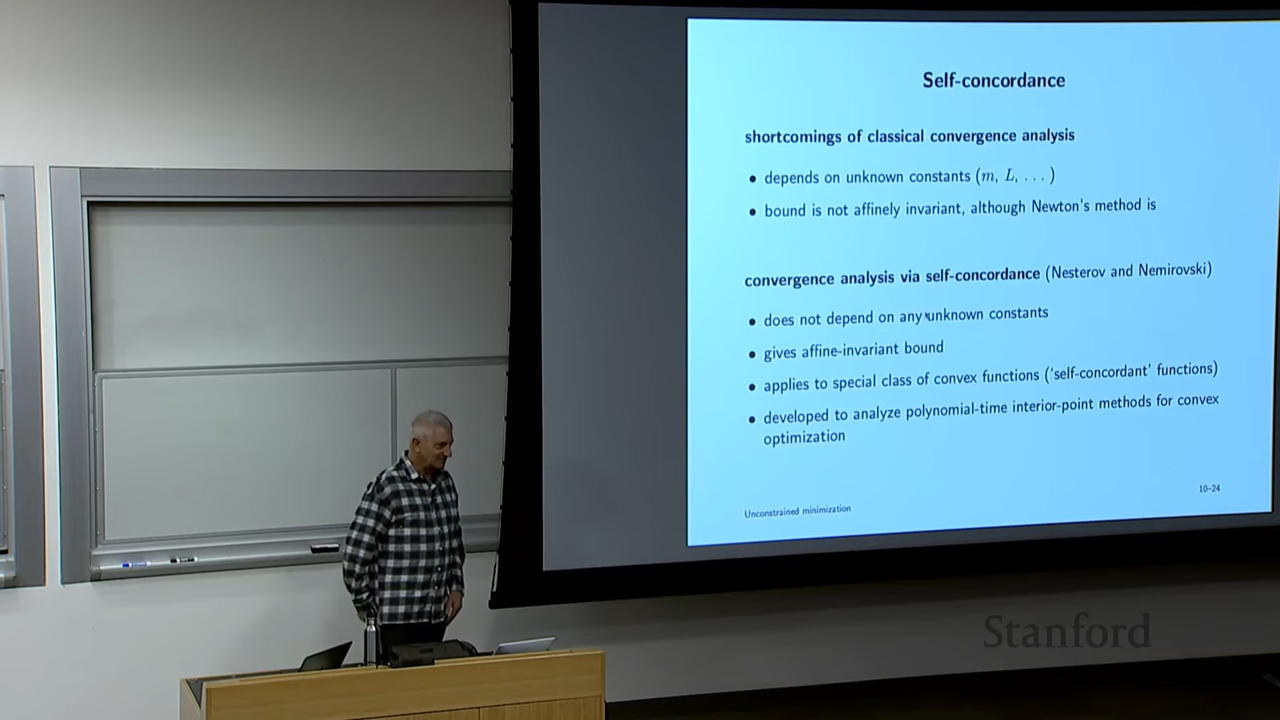 Self-concordance
shortcomings of classical convergence analysis
• depends on unknown constants (m, L, . . . )
• bound is not affinely invariant, although Newton's method is
convergence analysis via self-concordance (Nesterov and Nemirovski)
• does not depend on any unknown constants
• gives affine-invariant bound
• applies to special class of convex functions ('self-concordant' functions)
• developed to analyze polynomial-time interior-point methods for convex
optimization
Unconstrained minimization
10–24
Stanford